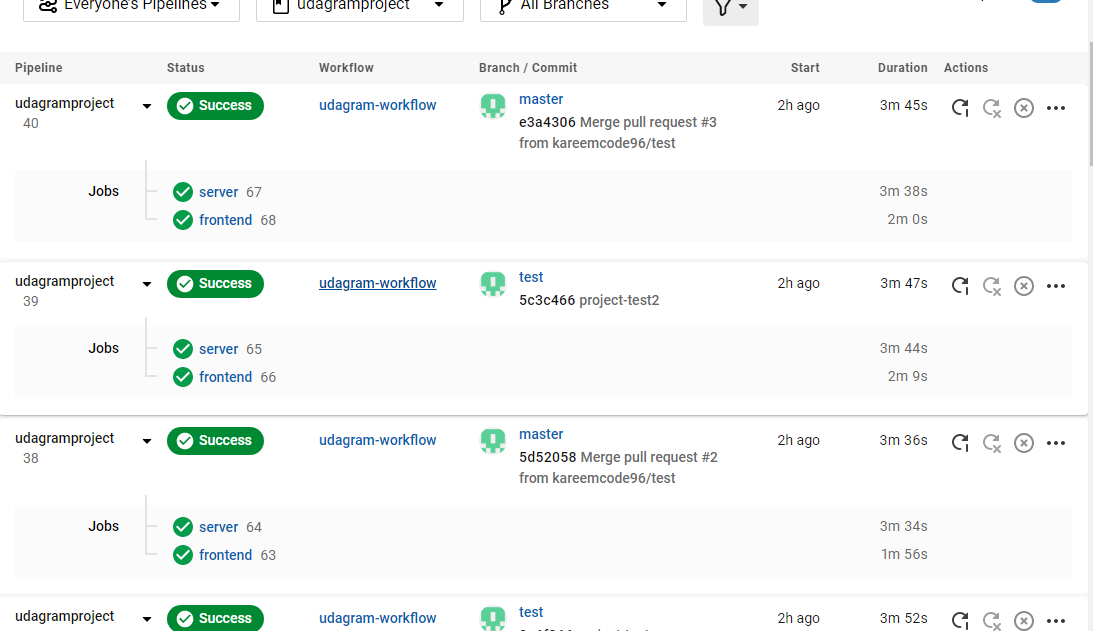 Everyone's Pipelines udagramproject All Branches
Pipeline Status Workflow Branch / Commit Start Duration Actions
udagramproject Success udagram-workflow master 2h ago 3m 45s
40 e3a4306 Merge pull request #3
from kareemcode96/test
Jobs server 67 3m 38s
frontend 68 2m 0s
udagramproject Success udagram-workflow test 2h ago 3m 47s
39 5c3c466 project-test2
Jobs server 65 3m 44s
frontend 66 2m 9s
udagramproject Success udagram-workflow master 2h ago 3m 36s
38 5d52058 Merge pull request #2
from kareemcode96/test
Jobs server 64 3m 34s
frontend 63 1m 56s
udagramproject Success udagram-workflow test 2h ago 3m 52s